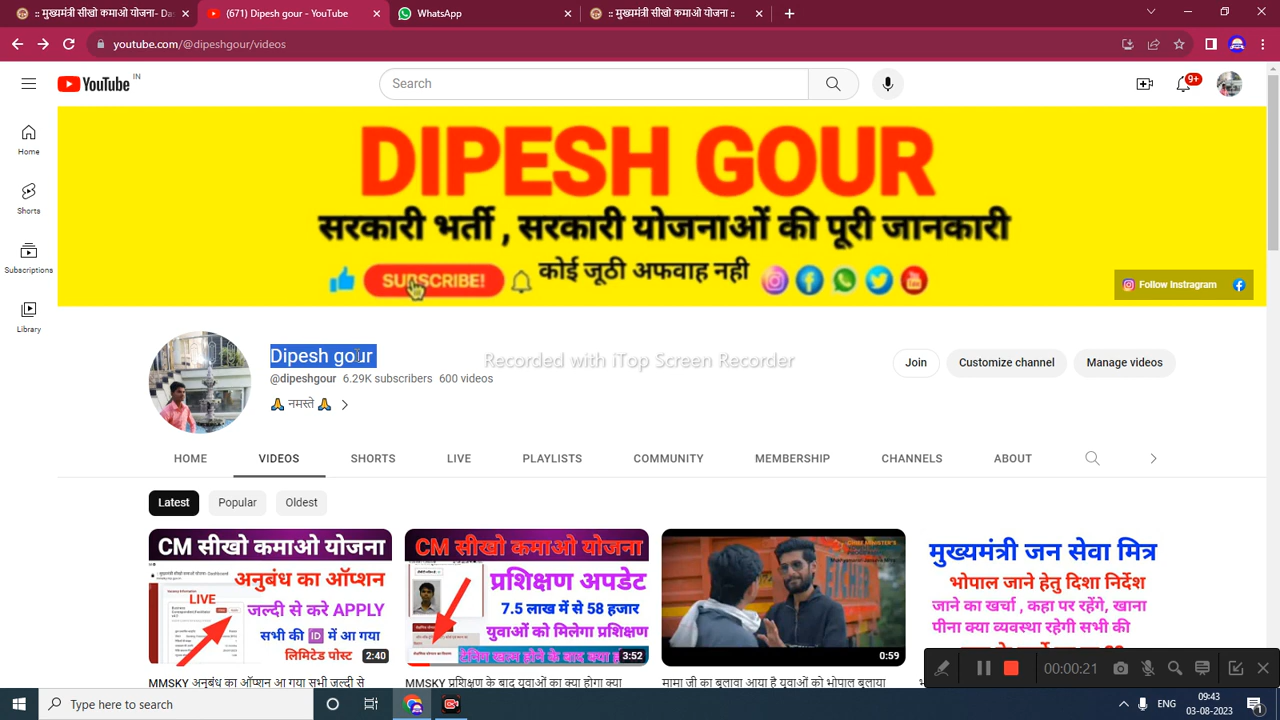 :: मुख्यमंत्री सीखो कमाओ योजना- Das
(671) Dipesh gour - YouTube
WhatsApp
:: मुख्यमंत्री सीखो कमाओ योजना ::
youtube.com/@dipeshgour/videos
YouTube IN
Search
9+
Home
Shorts
Subscriptions
Library
DIPESH GOUR
सरकारी भर्ती , सरकारी योजनाओं की पूरी जानकारी
SUBSCRIBE!
कोई जूठी अफवाह नही
Follow Instragram
Dipesh gour
Recorded with iTop Screen Recorder
@dipeshgour 6.29K subscribers 600 videos
🙏 नमस्ते 🙏
Join
Customize channel
Manage videos
HOME VIDEOS SHORTS LIVE PLAYLISTS COMMUNITY MEMBERSHIP CHANNELS ABOUT
Latest Popular Oldest
CM सीखो कमाओ योजना
अनुबंध का ऑप्शन
LIVE
जल्दी से करे APPLY
सभी की 🆔 में आ गया
लिमिटेड पोस्ट
2:40
CM सीखो कमाओ योजना
प्रशिक्षण अपडेट
7.5 लाख में से 58 हजार
युवाओं को मिलेगा प्रशिक्षण
ट्रेनिंग खत्म होने के बाद क्या
3:52
0:59
मुख्यमंत्री जन सेवा मित्र
भोपाल जाने हेतु दिशा निर्देश
जाने का खर्चा , कहा पर रहेंगे, खाना
पीना क्या व्यवस्था रहेगी सभी की
MMSKY अनुबंध का ऑप्शन आ गया सभी जल्दी से
MMSKY प्रशिक्षण के बाद युवाओं का क्या होगा क्या
मामा जी का बुलावा आया है युवाओं को भोपाल बुलाया
00:00:21
Type here to search
ENG
09:43
03-08-2023
1